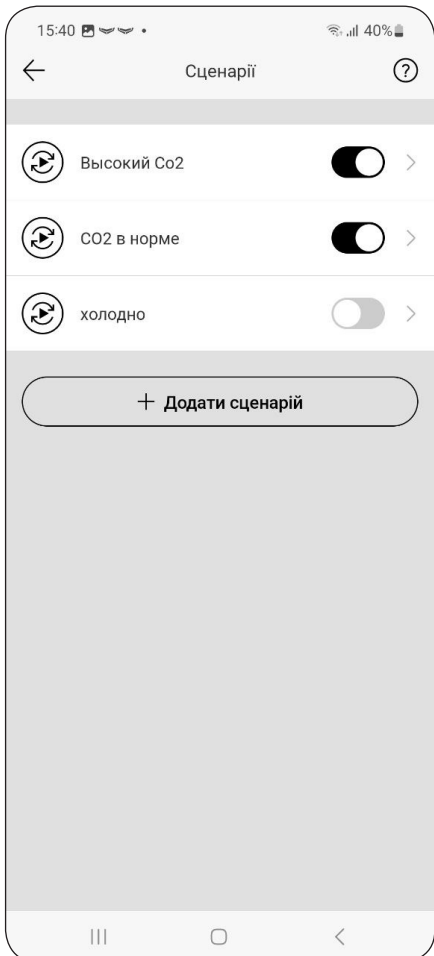 15:40
40%
Сценарії
?
Высокий Co2
CO2 в норме
холодно
+ Додати сценарій